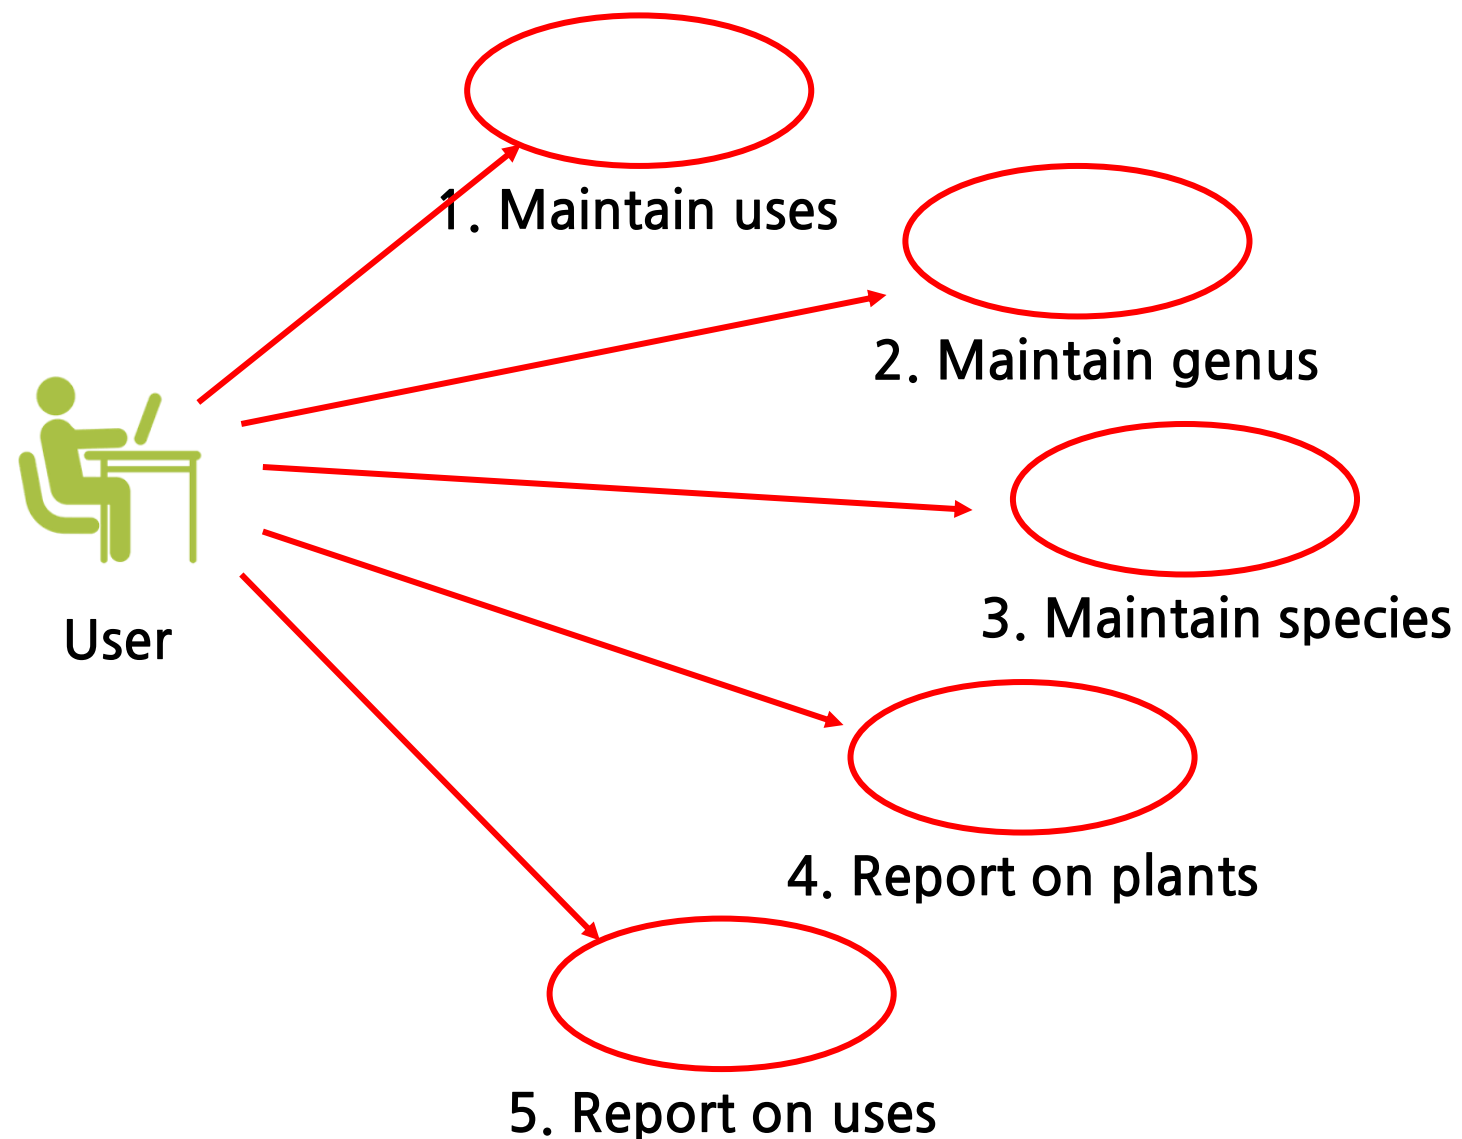 1. Maintain uses
2. Maintain genus
3. Maintain species
User
4. Report on plants
5. Report on uses